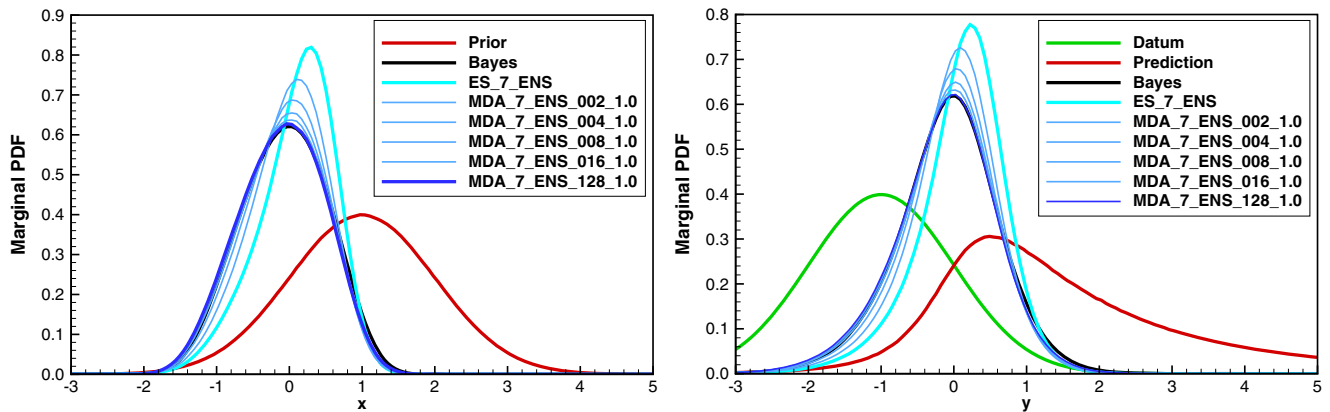 Marginal PDF
0.9
0.8
0.7
0.6
0.5
0.4
0.3
0.2
0.1
0.0
-3 -2 -1 0 1 2 3 4 5
x
Prior
Bayes
ES_7_ENS
MDA_7_ENS_002_1.0
MDA_7_ENS_004_1.0
MDA_7_ENS_008_1.0
MDA_7_ENS_016_1.0
MDA_7_ENS_128_1.0
Marginal PDF
0.8
0.7
0.6
0.5
0.4
0.3
0.2
0.1
0.0
-3 -2 -1 0 1 2 3 4 5
y
Datum
Prediction
Bayes
ES_7_ENS
MDA_7_ENS_002_1.0
MDA_7_ENS_004_1.0
MDA_7_ENS_008_1.0
MDA_7_ENS_016_1.0
MDA_7_ENS_128_1.0